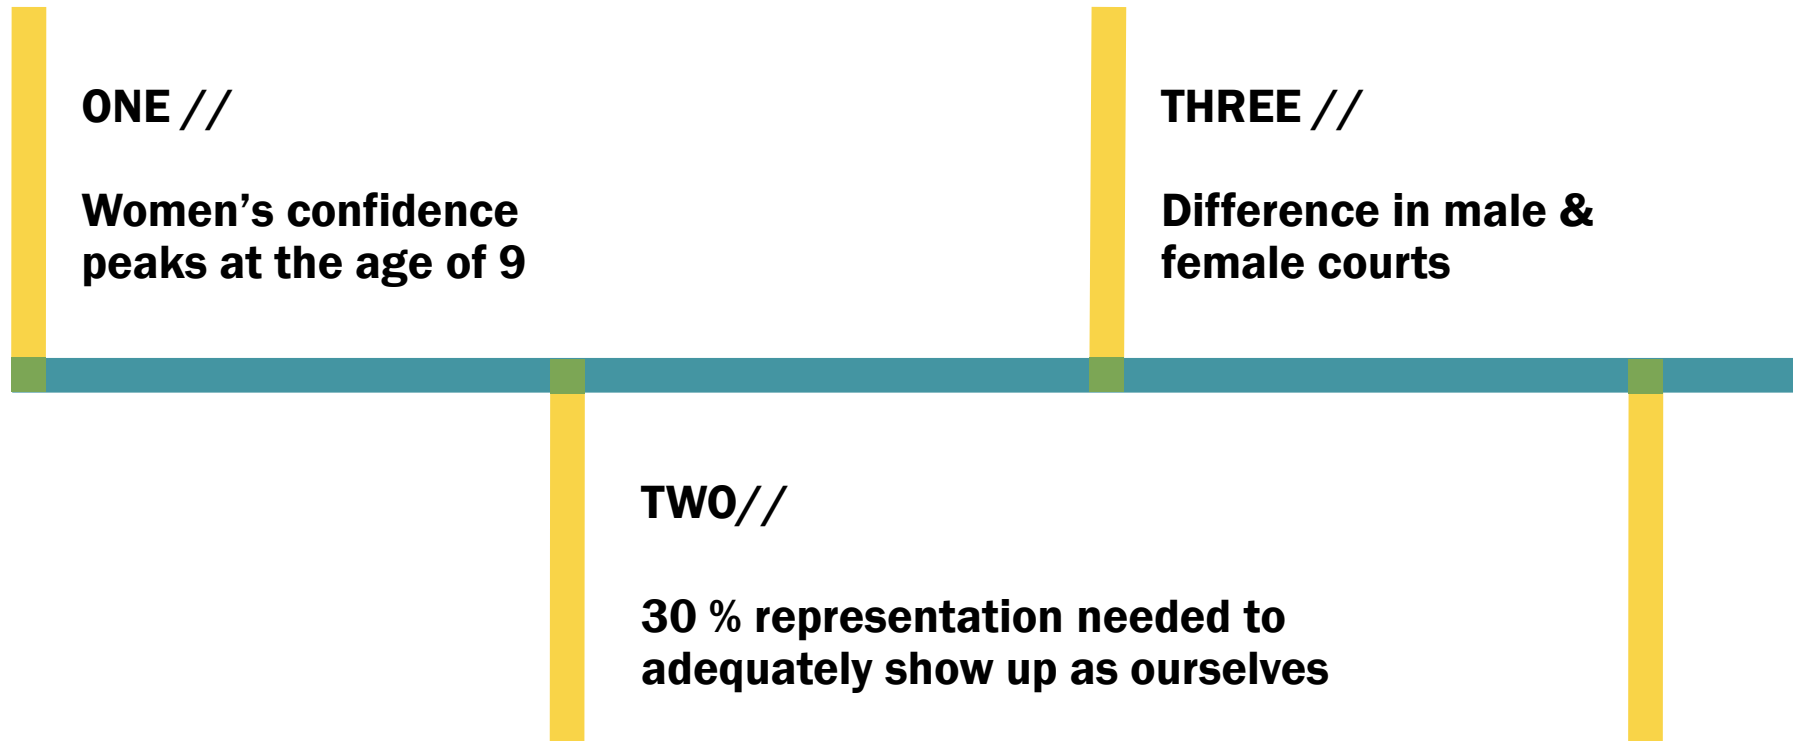 ONE //
Women’s confidence
peaks at the age of 9
TWO//
30 % representation needed to
adequately show up as ourselves
THREE //
Difference in male &
female courts